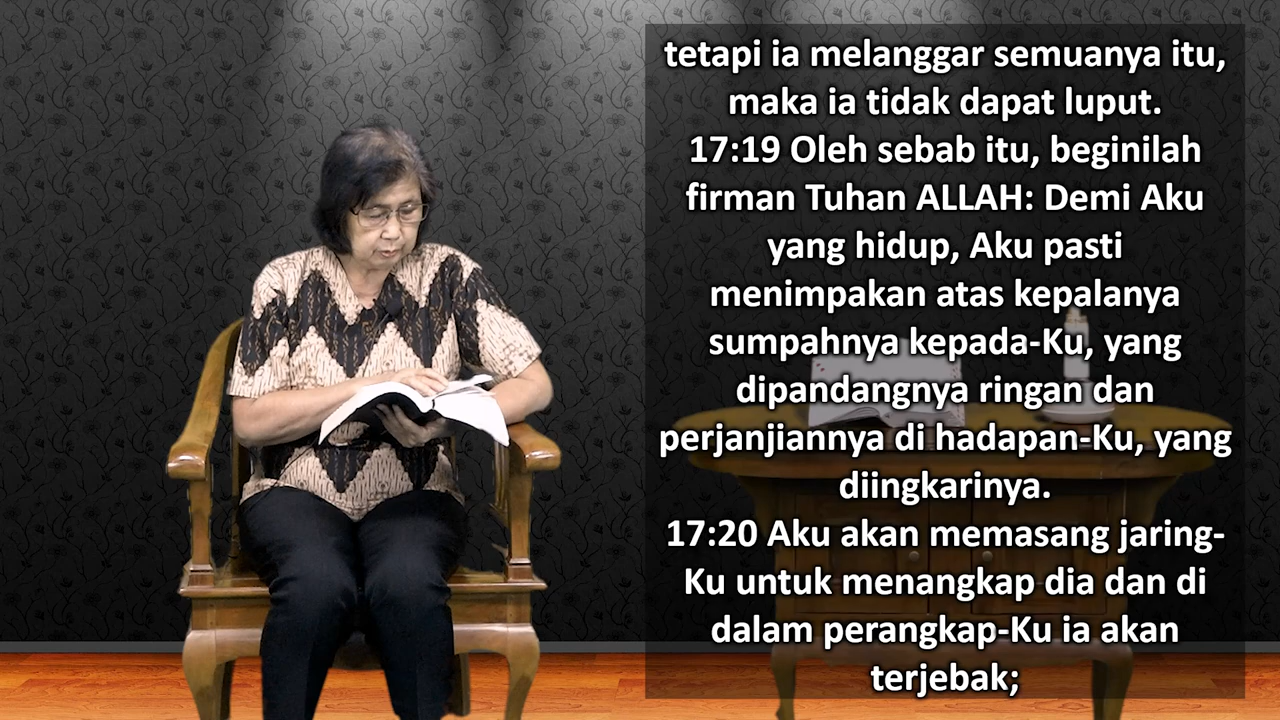 tetapi ia melanggar semuanya itu,
maka ia tidak dapat luput.
17:19 Oleh sebab itu, beginilah
firman Tuhan ALLAH: Demi Aku
yang hidup, Aku pasti
menimpakan atas kepalanya
sumpahnya kepada-Ku, yang
dipandangnya ringan dan
perjanjiannya di hadapan-Ku, yang
diingkarinya.
17:20 Aku akan memasang jaring-
Ku untuk menangkap dia dan di
dalam perangkap-Ku ia akan
terjebak;